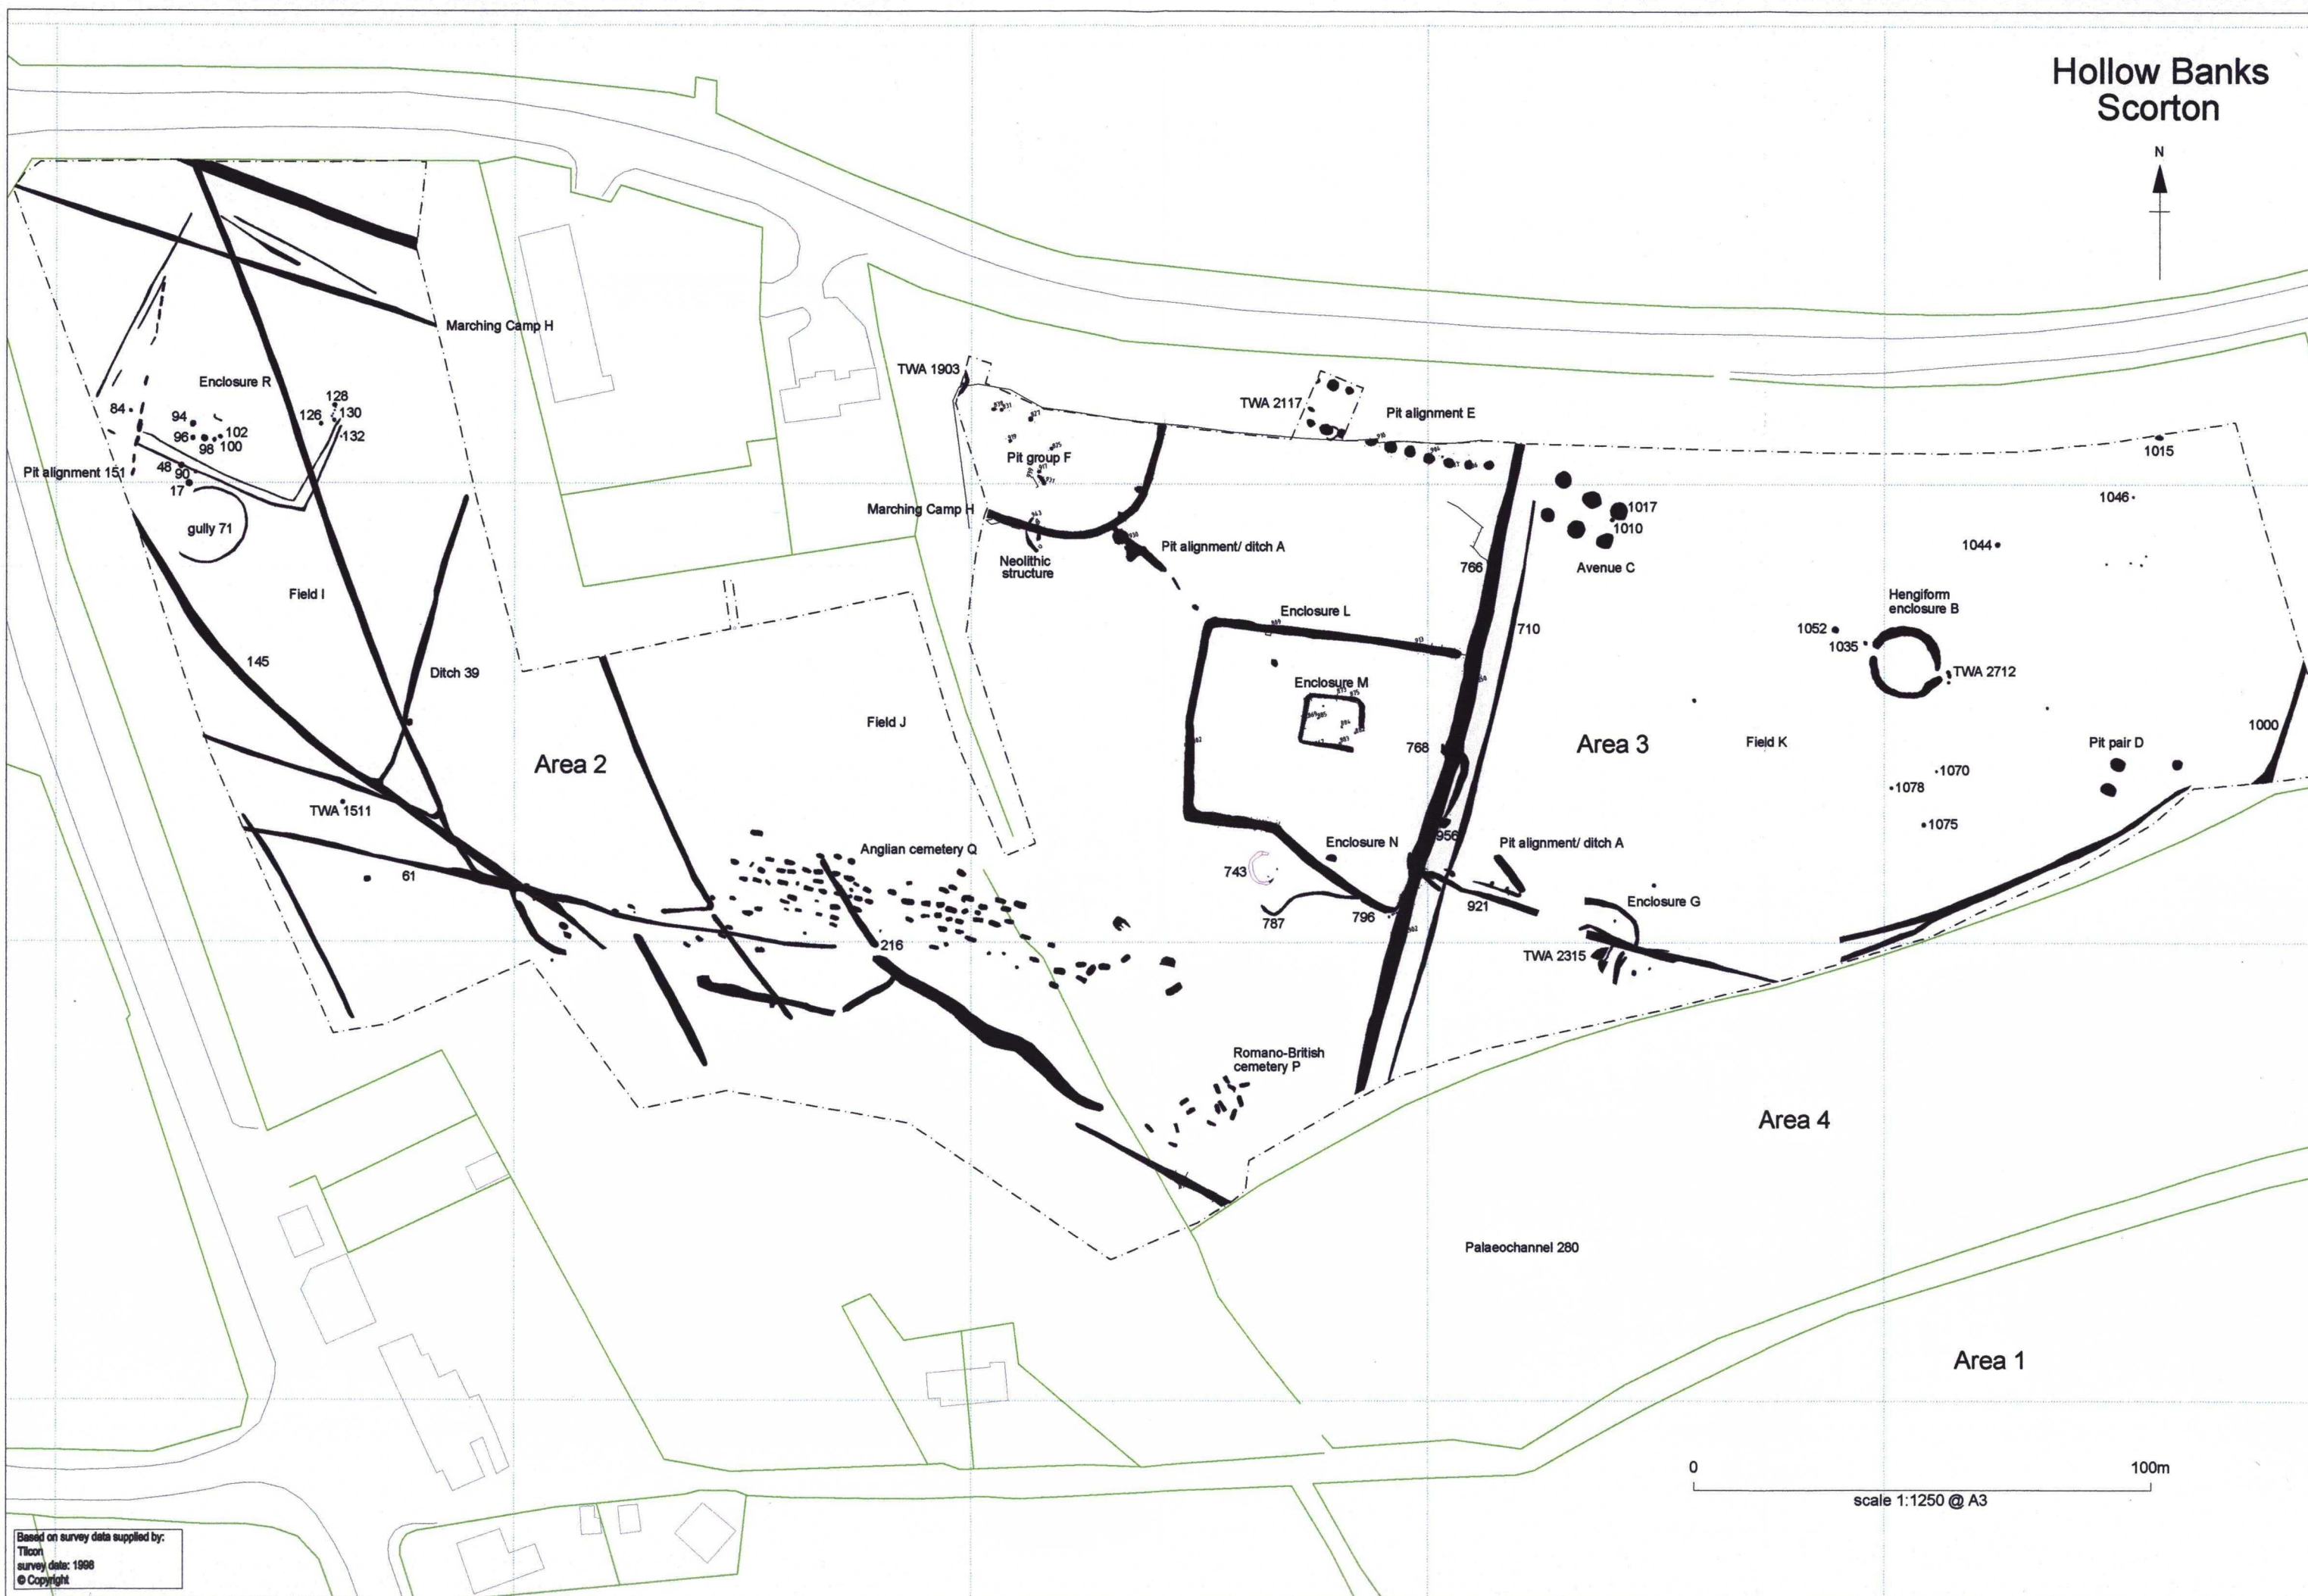 Hollow Banks
Scorton
N
Marching Camp H
Enclosure R
84
94
96
98
102
100
126
128
130
132
Pit alignment 151
48
90
17
gully 71
Field I
145
Ditch 39
TWA 1511
61
Area 2
Field J
Anglian cemetery Q
216
TWA 1903
Pit group F
Marching Camp H
Neolithic
structure
Pit alignment/ ditch A
TWA 2117
Pit alignment E
1017
1010
Avenue C
766
710
Enclosure L
Enclosure M
768
956
Enclosure N
743
787
796
921
Pit alignment/ ditch A
Enclosure G
TWA 2315
Romano-British
cemetery P
Area 3
Field K
1015
1046
1044
Hengiform
enclosure B
1052
1035
TWA 2712
1000
Pit pair D
1070
1078
1075
Area 4
Palaeochannel 280
Area 1
0
100m
scale 1:1250 @ A3
Based on survey data supplied by:
Tilcon
survey date: 1998
© Copyright